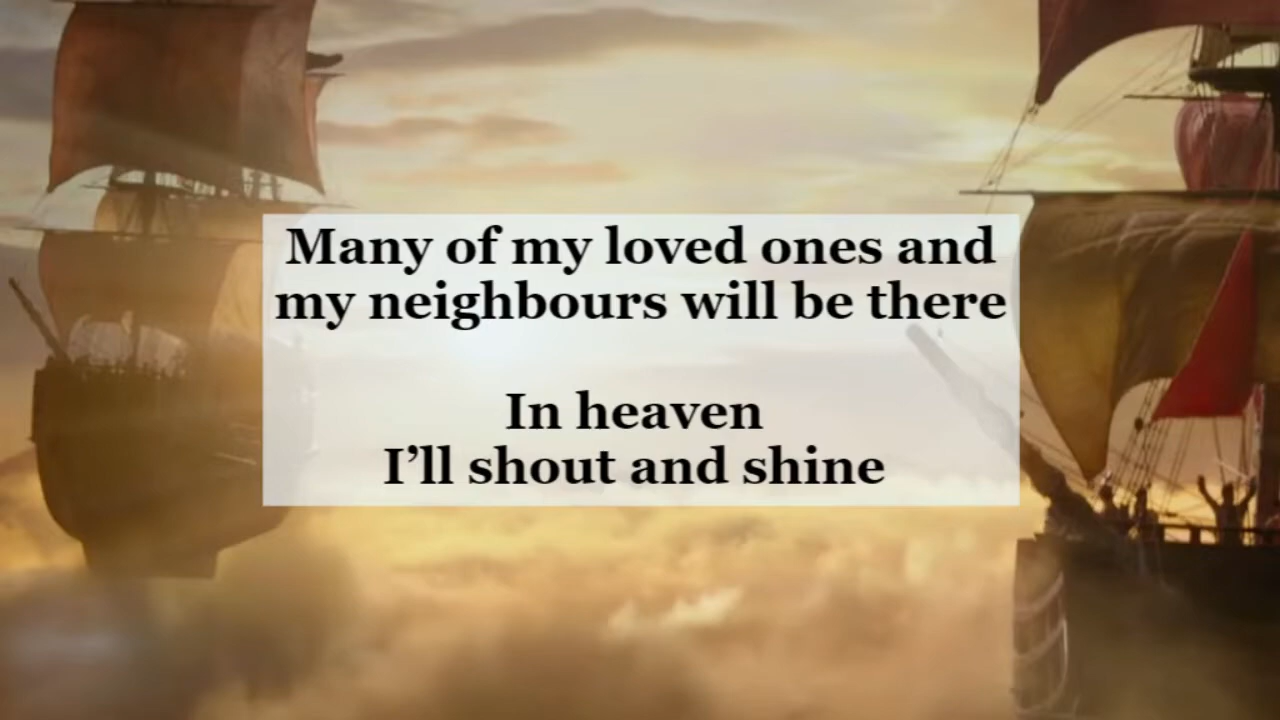 Many of my loved ones and
my neighbours will be there
In heaven
I’ll shout and shine